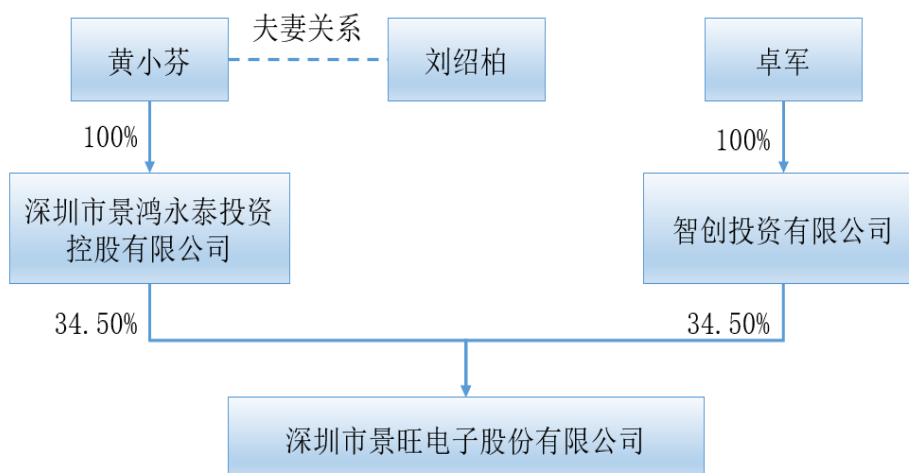 夫妻关系
黄小芬
刘绍柏
卓军
100%
100%
深圳市景鸿永泰投资
控股有限公司
智创投资有限公司
34.50%
34.50%
深圳市景旺电子股份有限公司